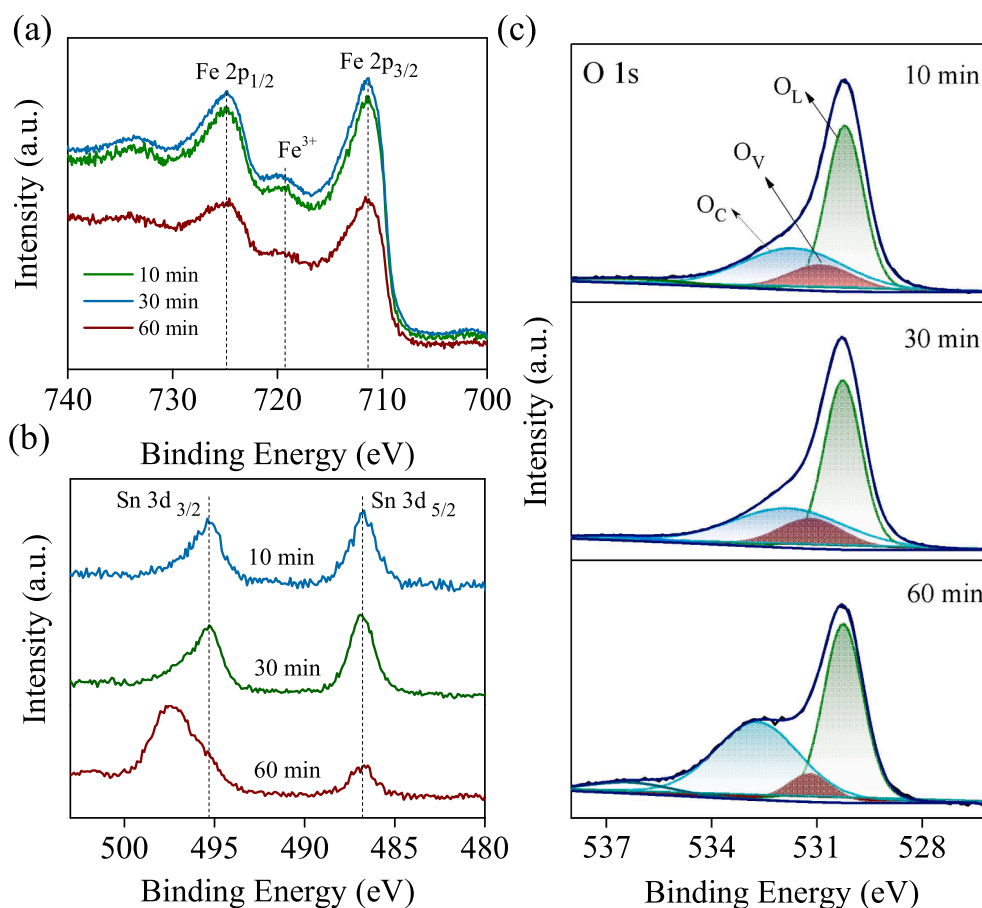 (a)
Fe 2p1/2
Fe 2p3/2
Fe3+
10 min
30 min
60 min
Intensity (a.u.)
740 730 720 710 700
Binding Energy (eV)
(b)
Sn 3d 3/2
Sn 3d 5/2
10 min
30 min
60 min
Intensity (a.u.)
500 495 490 485 480
Binding Energy (eV)
(c)
O 1s
10 min
OL
OV
OC
30 min
60 min
Intensity (a.u.)
537 534 531 528
Binding Energy (eV)